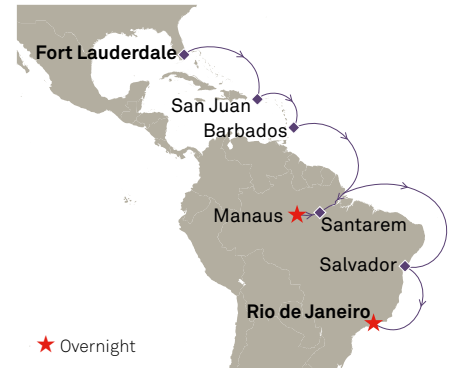 Fort Lauderdale
San Juan
Barbados
Manaus
Santarem
Salvador
Rio de Janeiro
Overnight